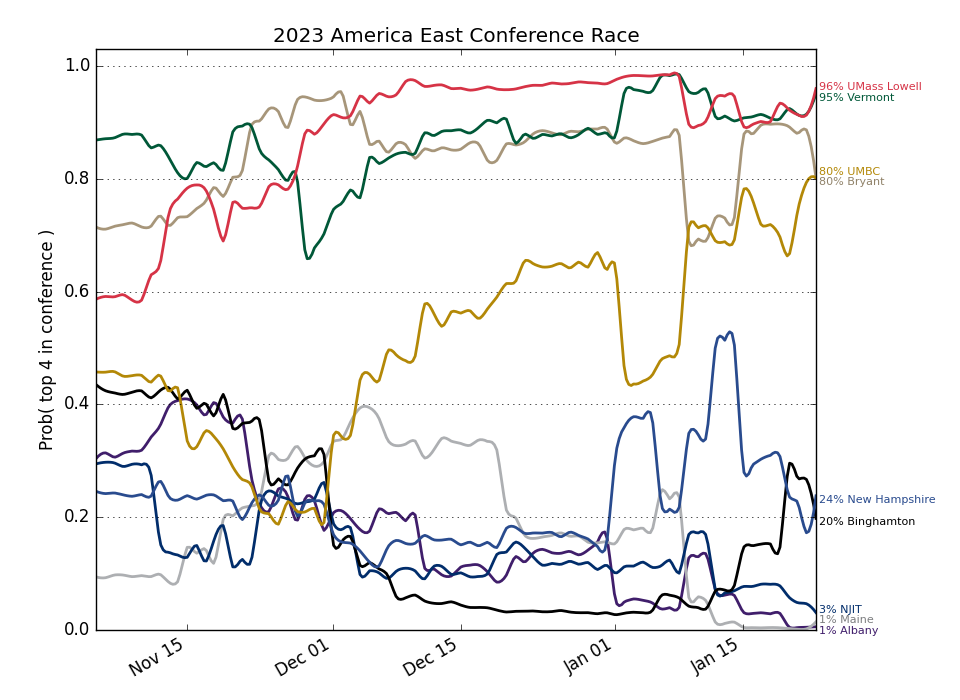 2023 America East Conference Race
Prob( top 4 in conference )
1.0
0.8
0.6
0.4
0.2
0.0
Nov 15
Dec 01
Dec 15
Jan 01
Jan 15
96% UMass Lowell
95% Vermont
80% UMBC
80% Bryant
24% New Hampshire
20% Binghamton
3% NJIT
1% Maine
1% Albany